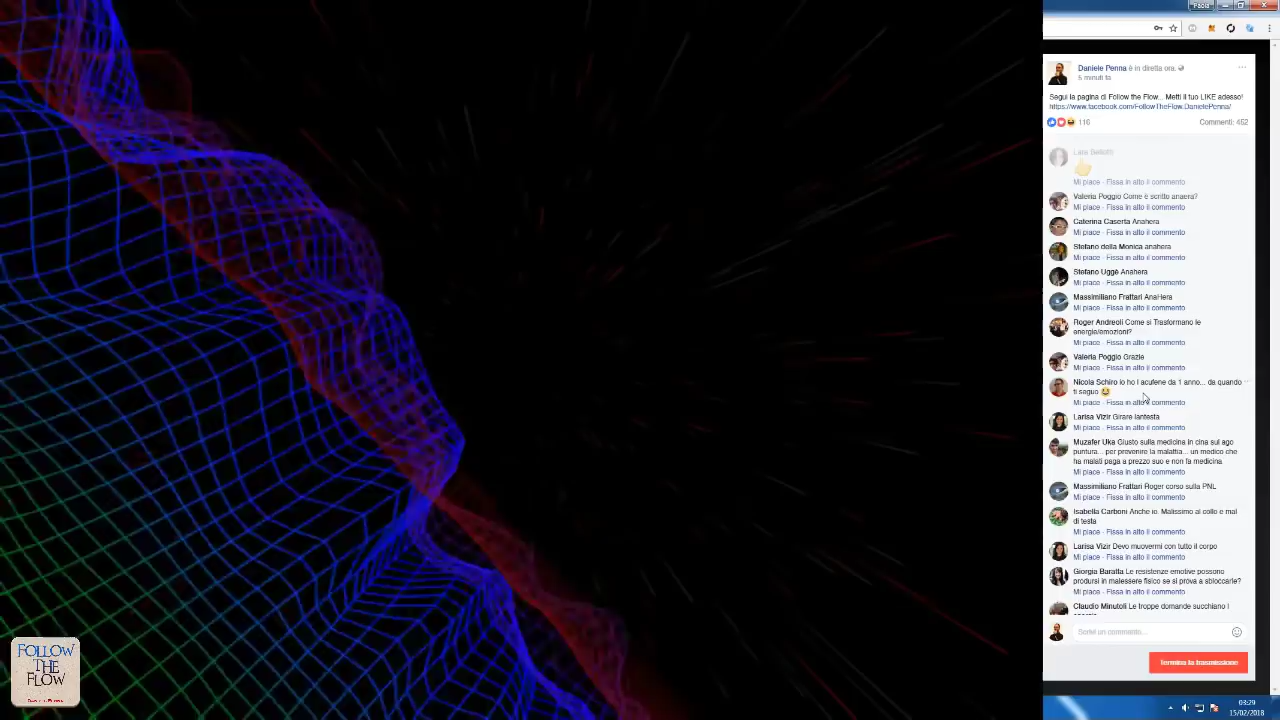 Paola
Daniele Penna è in diretta ora.
5 minuti fa
Segui la pagina di Follow the Flow... Metti il tuo LIKE adesso!
https://www.facebook.com/FollowTheFlow.DanielePenna/
110
Commenti: 452
Mi piace · Fissa in alto il commento
Valeria Poggio Come è scritto anaera?
Mi piace · Fissa in alto il commento
Caterina Caserta Anahera
Mi piace · Fissa in alto il commento
Stefano della Monica anahera
Mi piace · Fissa in alto il commento
Stefano Uggè Anahera
Mi piace · Fissa in alto il commento
Massimiliano Frattari AnaHera
Mi piace · Fissa in alto il commento
Roger Andreoli Come si Trasformano le
energie/emozioni?
Mi piace · Fissa in alto il commento
Valeria Poggio Grazie
Mi piace · Fissa in alto il commento
Nicola Schiro io ho l acufene da 1 anno... da quando
ti seguo 😆
Mi piace · Fissa in alto il commento
Larisa Vizir Girare lantesta
Mi piace · Fissa in alto il commento
Muzafer Uka Giusto sulla medicina in cina sul ago
puntura... per prevenire la malattia... un medico che
ha malati paga a prezzo suo e non fa medicina
Mi piace · Fissa in alto il commento
Massimiliano Frattari Roger corso sulla PNL
Mi piace · Fissa in alto il commento
Isabella Carboni Anche io. Malissimo al collo e mal
di testa
Mi piace · Fissa in alto il commento
Larisa Vizir Devo muovermi con tutto il corpo
Mi piace · Fissa in alto il commento
Giorgia Baratta Le resistenze emotive possono
prodursi in malessere fisico se si prova a sbloccarle?
Mi piace · Fissa in alto il commento
Claudio Minutoli Le troppe domande succhiano l
Scrivi un commento...
Termina la trasmissione
FOLLOW
THE
FLOW
03:29
15/02/2018